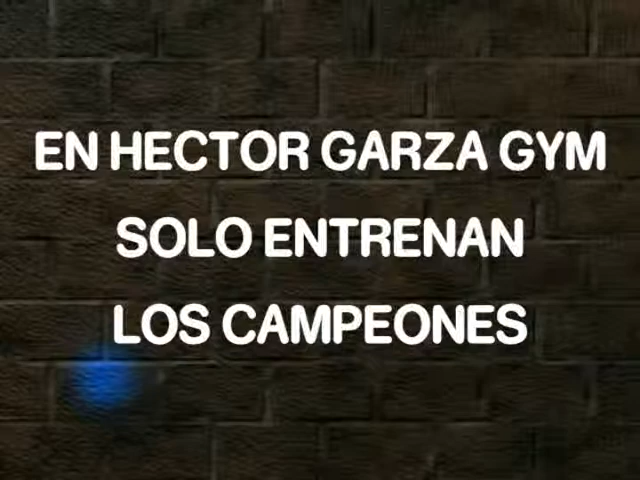 EN HECTOR GARZA GYM
SOLO ENTRENAN
LOS CAMPEONES